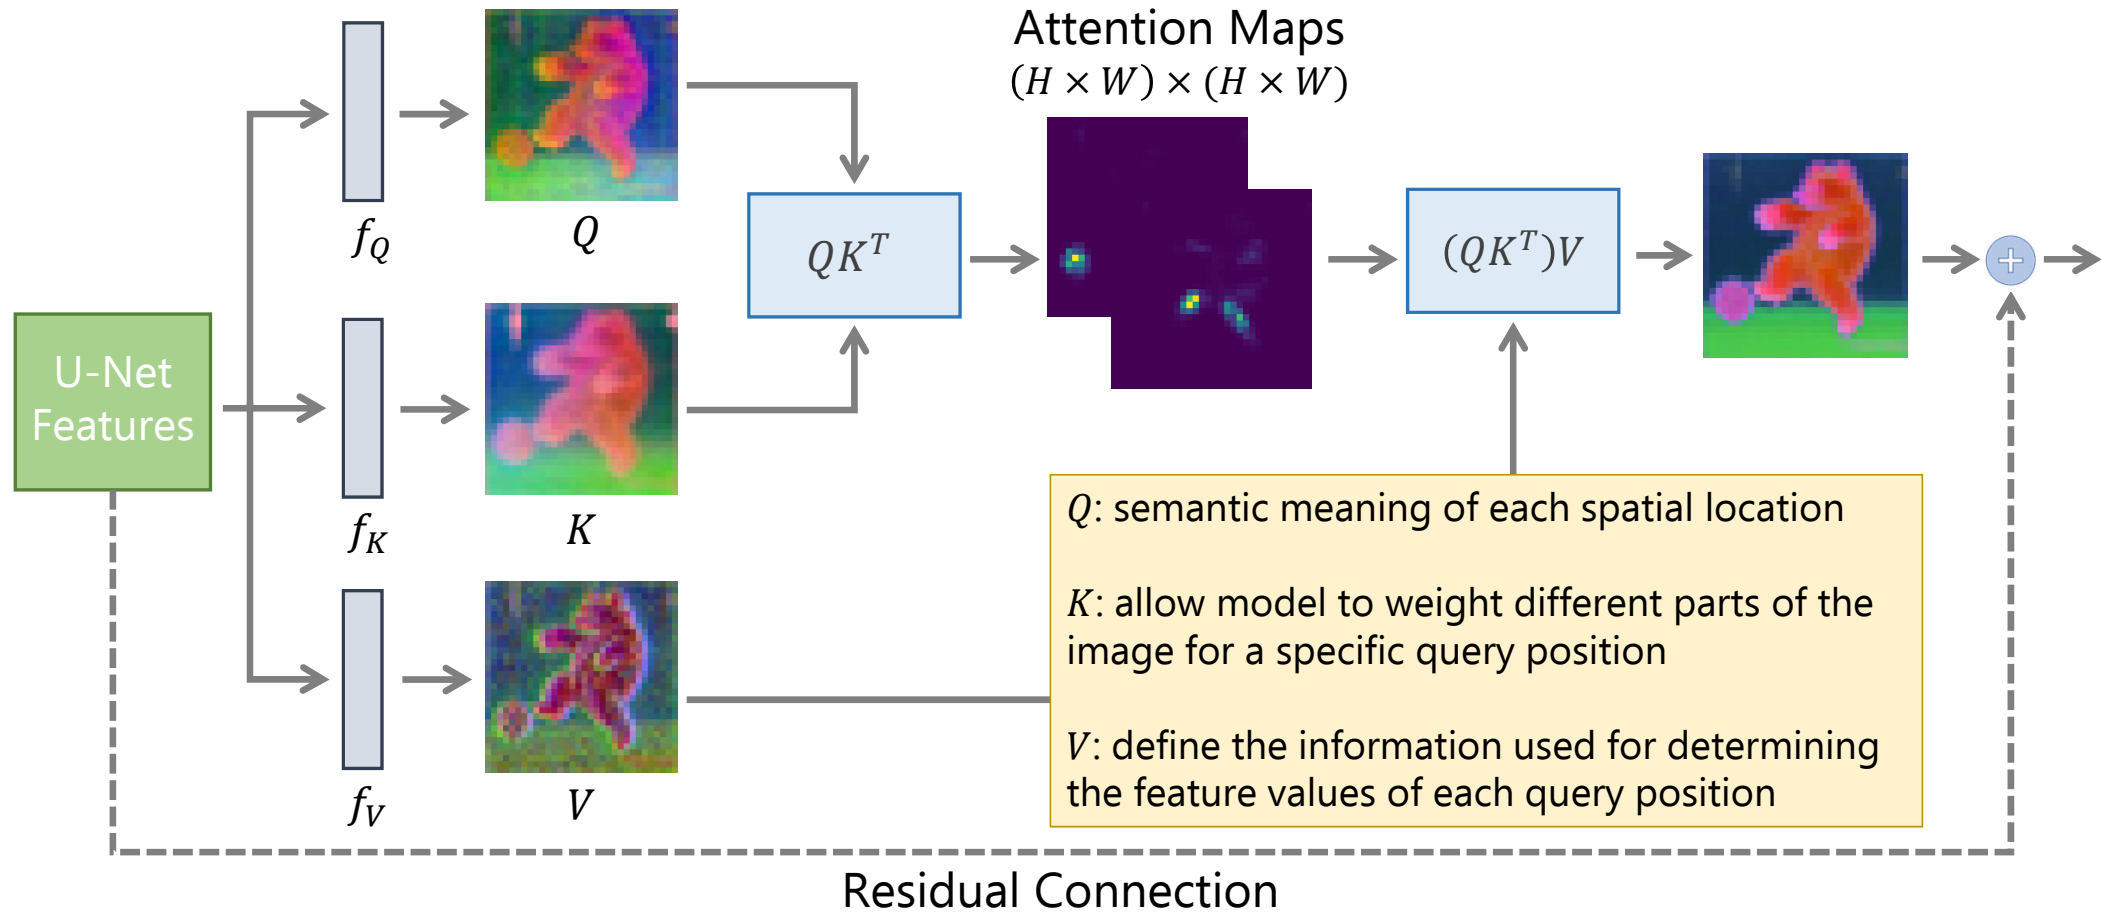 Attention Maps
(H × W) × (H × W)
f_Q
Q
QK^T
(QK^T)V
U-Net
Features
f_K
K
f_V
V
Q: semantic meaning of each spatial location
K: allow model to weight different parts of the
image for a specific query position
V: define the information used for determining
the feature values of each query position
Residual Connection